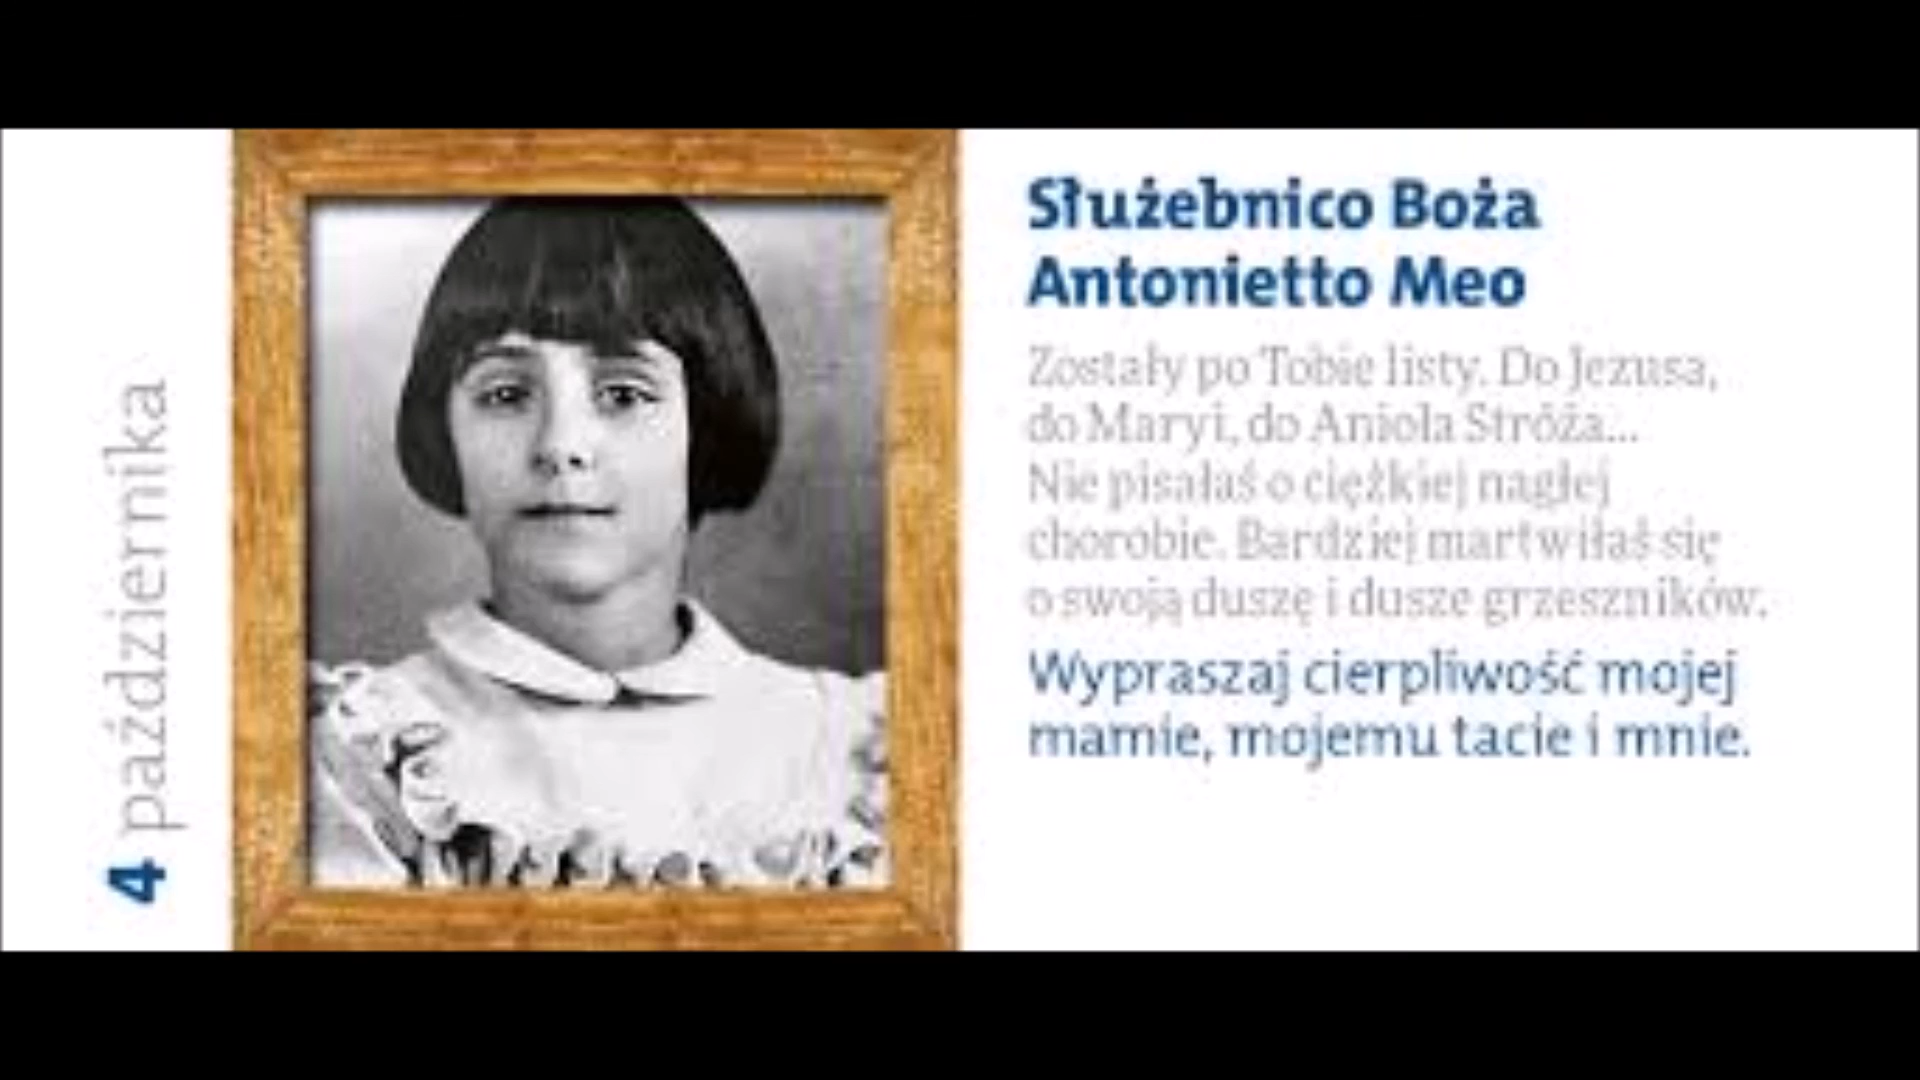 4 października
Służebnico Boża
Antonietto Meo
Zostały po Tobie listy. Do Jezusa,
do Maryi, do Anioła Stróża...
Nie pisałaś o ciężkiej nagłej
chorobie. Bardziej martwiłaś się
o swoją duszę i dusze grzeszników.
Wypraszaj cierpliwość mojej
mamie, mojemu tacie i mnie.